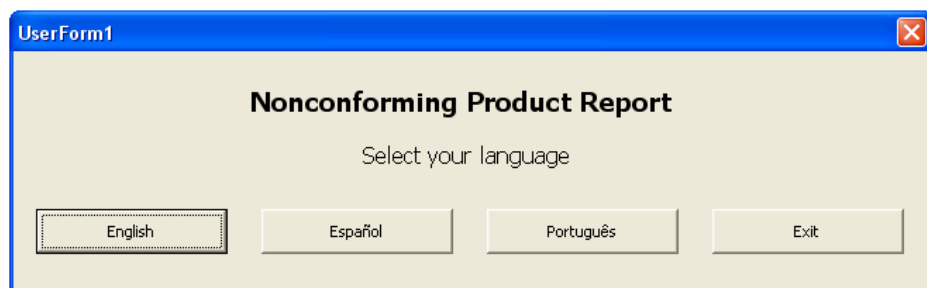 UserForm1
Nonconforming Product Report
Select your language
English Español Português Exit